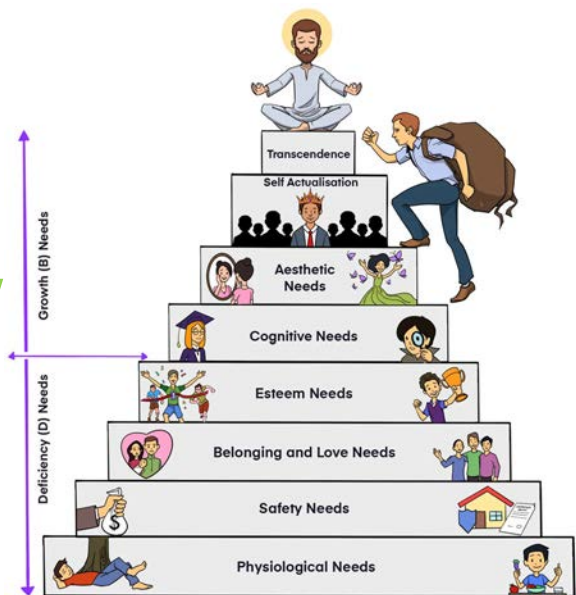 Transcendence
Self Actualisation
Aesthetic
Needs
Cognitive Needs
Esteem Needs
Belonging and Love Needs
Safety Needs
$
Physiological Needs
Growth (B) Needs
Deficiency (D) Needs